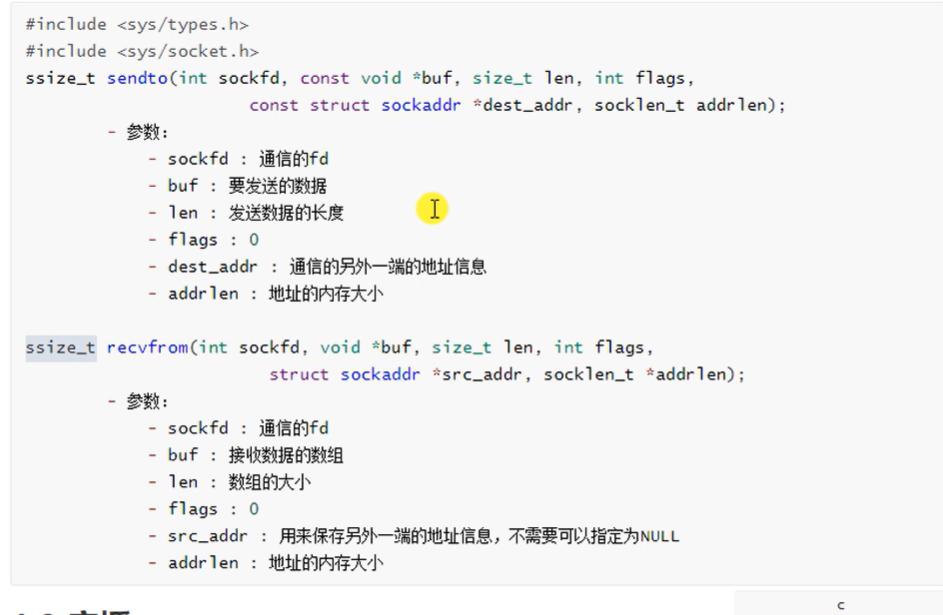 #include <sys/types.h>
#include <sys/socket.h>
ssize_t sendto(int sockfd, const void *buf, size_t len, int flags,
const struct sockaddr *dest_addr, socklen_t addrlen);
- 参数:
- sockfd : 通信的fd
- buf : 要发送的数据
- len : 发送数据的长度
- flags : 0
- dest_addr : 通信的另外一端的地址信息
- addrlen : 地址的内存大小
ssize_t recvfrom(int sockfd, void *buf, size_t len, int flags,
struct sockaddr *src_addr, socklen_t *addrlen);
- 参数:
- sockfd : 通信的fd
- buf : 接收数据的数组
- len : 数组的大小
- flags : 0
- src_addr : 用来保存另外一端的地址信息，不需要可以指定为NULL
- addrlen : 地址的内存大小
c